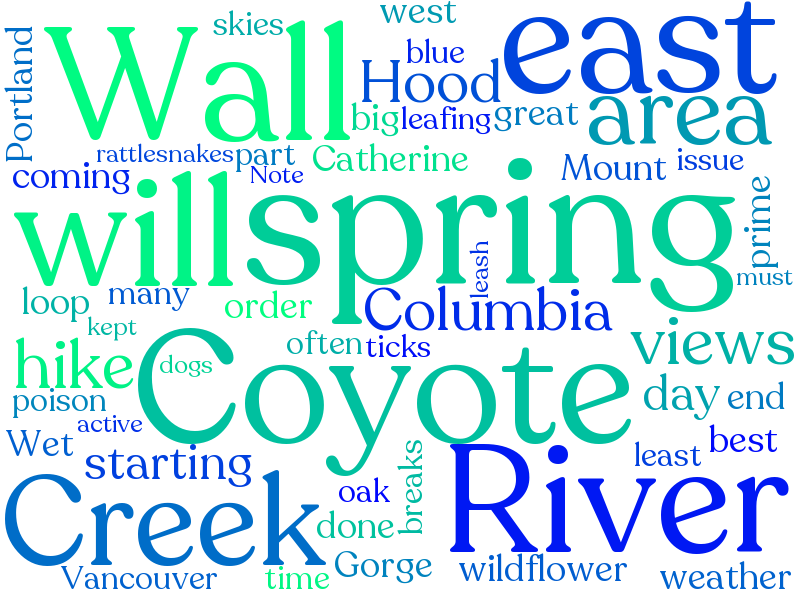 skies
west
Portland
Wall
east
blue
Hood
big
leafing
great
area
rattlesnakes
part
Catherine
Mount
issue
coming
Note
will
spring
prime
leash
must
loop
many
order
Columbia
kept
often
ticks
views
hike
dogs
Coyote
day
end
poison
active
Wet
starting
breaks
least
best
Creek
oak
River
done
Gorge
Vancouver
time
wildflower
weather